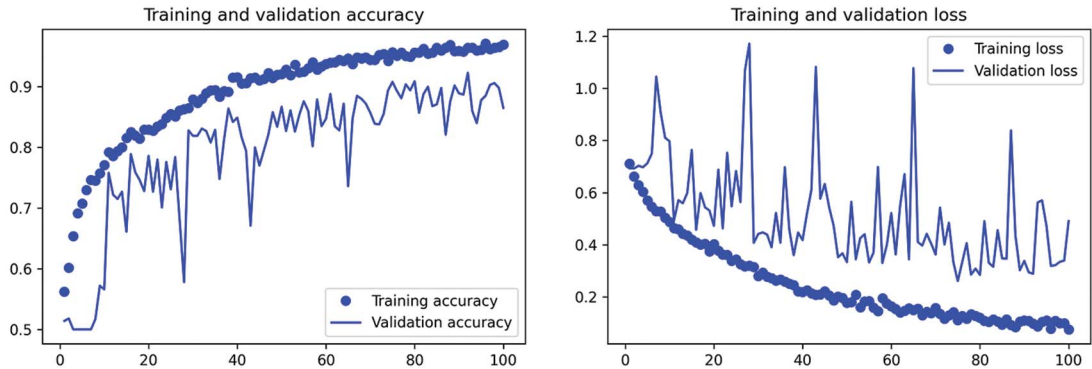 Training and validation accuracy
0.9
0.8
0.7
0.6
0.5
Training accuracy
Validation accuracy
0 20 40 60 80 100
Training and validation loss
1.2
1.0
0.8
0.6
0.4
0.2
Training loss
Validation loss
0 20 40 60 80 100